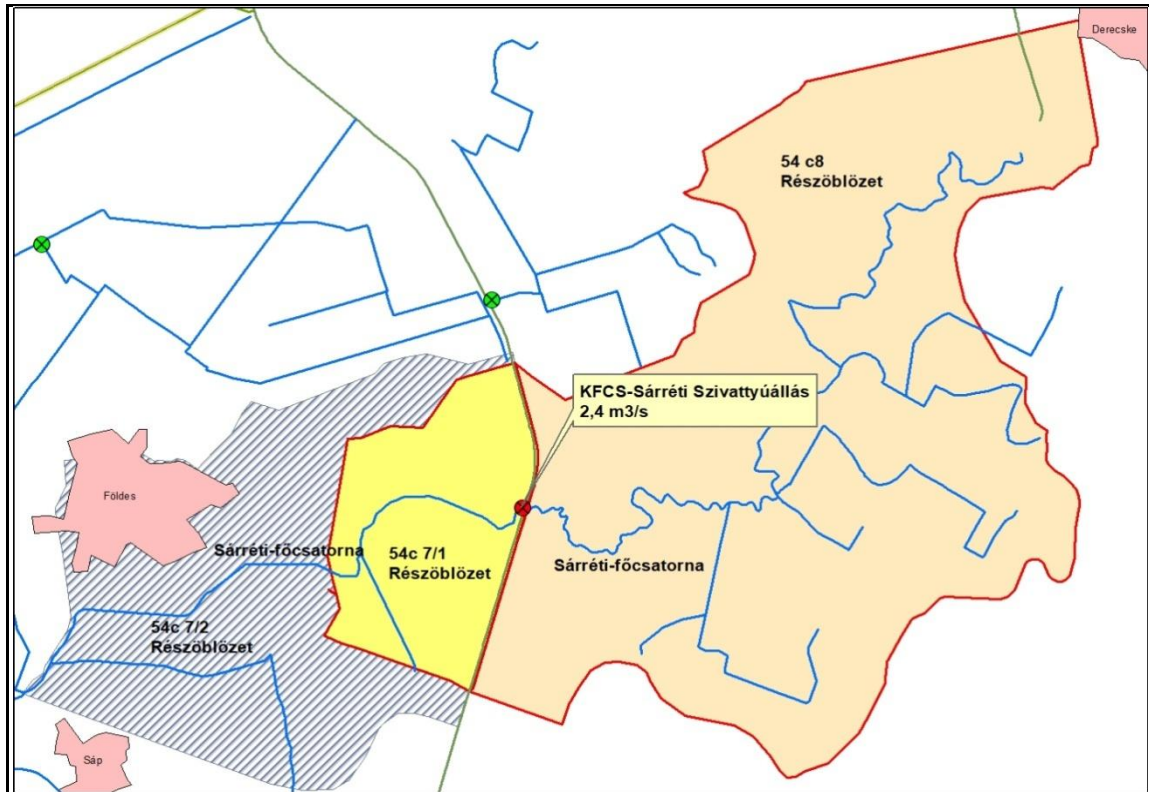 Derecske
54 c8
Részöblözet
KFCS-Sárréti Szivattyúállás
2,4 m3/s
Földes
Sárréti-főcsatorna
54c 7/1
Részöblözet
Sárréti-főcsatorna
54c 7/2
Részöblözet
Sáp